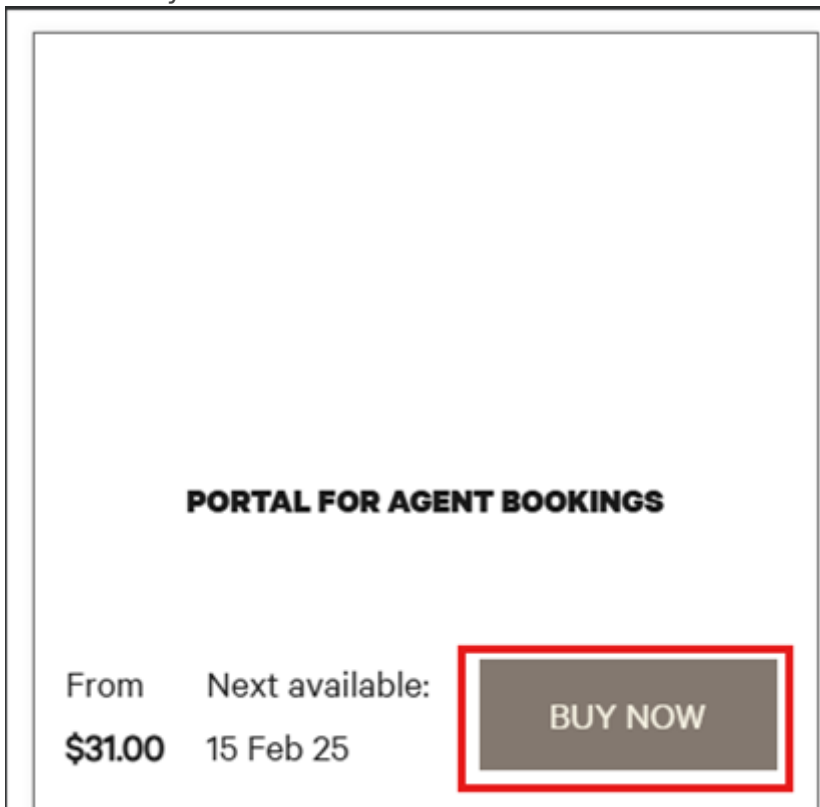 PORTAL FOR AGENT BOOKINGS
From
$31.00
Next available:
15 Feb 25
BUY NOW